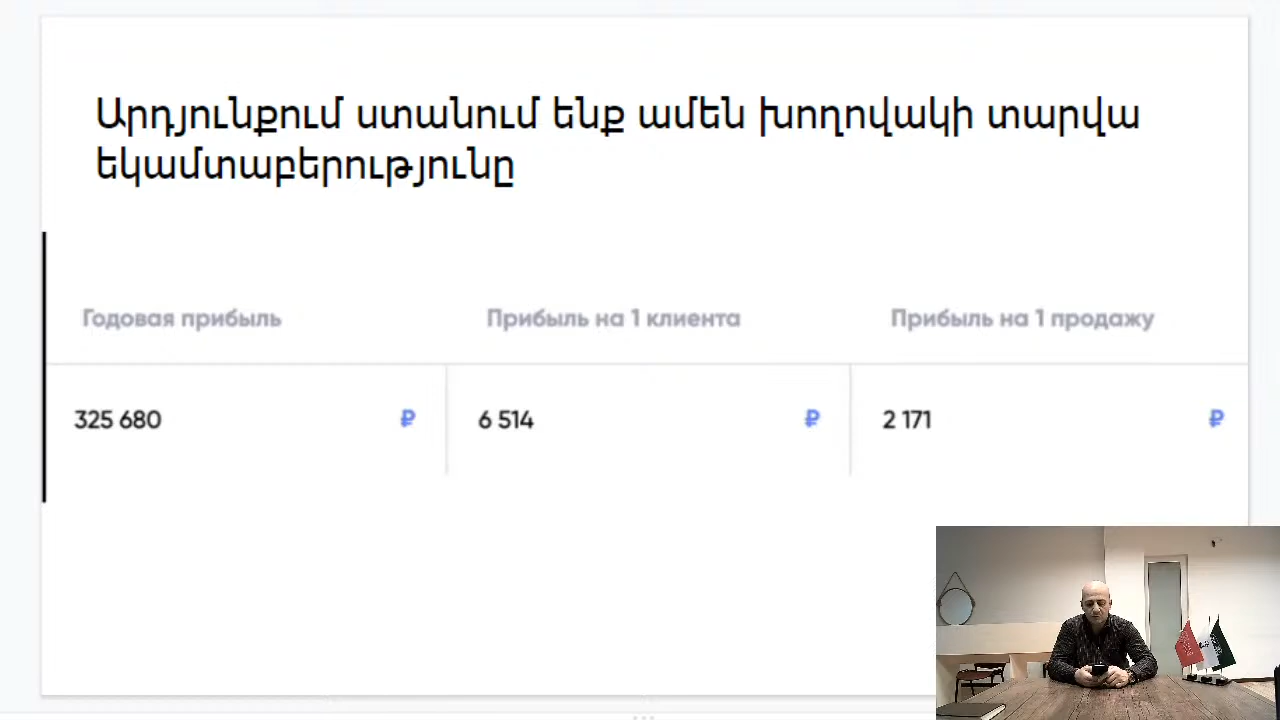 Արդյունքում ստանում ենք ամեն խողովակի տարվա
եկամտաբերությունը
Годовая прибыль Прибыль на 1 клиента Прибыль на 1 продажу
325 680 ₽ 6 514 ₽ 2 171 ₽